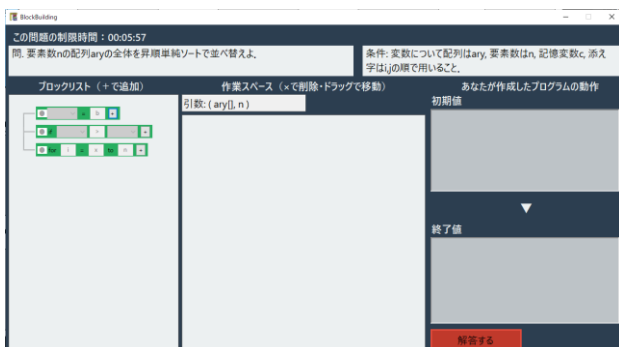 BlockBuilding
この問題の制限時間：00:05:57
問. 要素数nの配列aryの全体を昇順単純ソートで並べ替えよ。
条件: 変数について配列はary, 要素数はn, 記憶変数c, 添え
字はi,jの順で用いること。
ブロックリスト（＋で追加）
作業スペース（×で削除・ドラッグで移動）
あなたが作成したプログラムの動作
引数: ( ary[], n )
初期値
= b +
if > +
for i = x to n +
▼
終了値
解答する